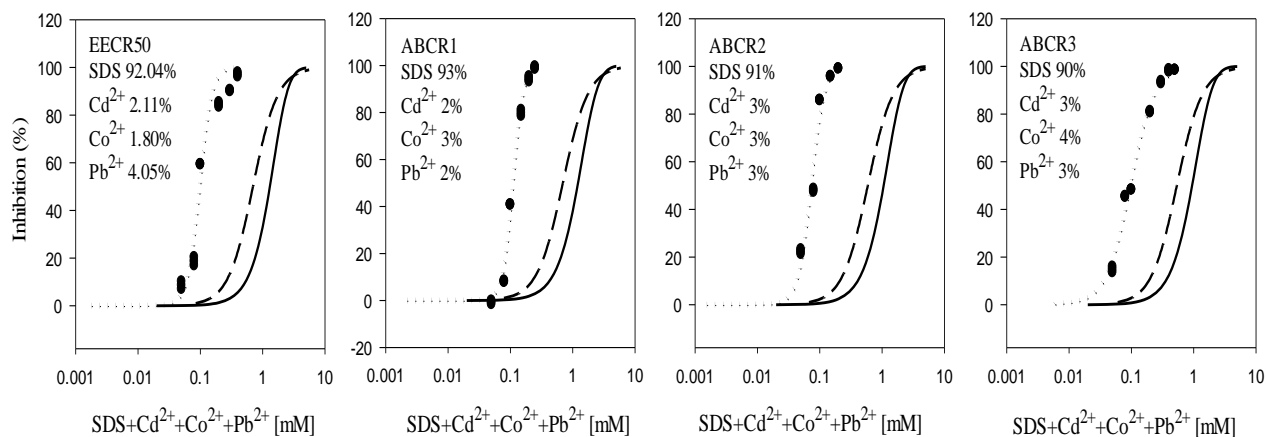 Inhibition (%)
120
100
80
60
40
20
0
EECR50
SDS 92.04%
Cd2+ 2.11%
Co2+ 1.80%
Pb2+ 4.05%
0.001 0.01 0.1 1 10
SDS+Cd2++Co2++Pb2+ [mM]
120
100
80
60
40
20
0
-20
ABCR1
SDS 93%
Cd2+ 2%
Co2+ 3%
Pb2+ 2%
0.001 0.01 0.1 1 10
SDS+Cd2++Co2++Pb2+ [mM]
120
100
80
60
40
20
0
ABCR2
SDS 91%
Cd2+ 3%
Co2+ 3%
Pb2+ 3%
0.001 0.01 0.1 1 10
SDS+Cd2++Co2++Pb2+ [mM]
120
100
80
60
40
20
0
ABCR3
SDS 90%
Cd2+ 3%
Co2+ 4%
Pb2+ 3%
0.001 0.01 0.1 1 10
SDS+Cd2++Co2++Pb2+ [mM]